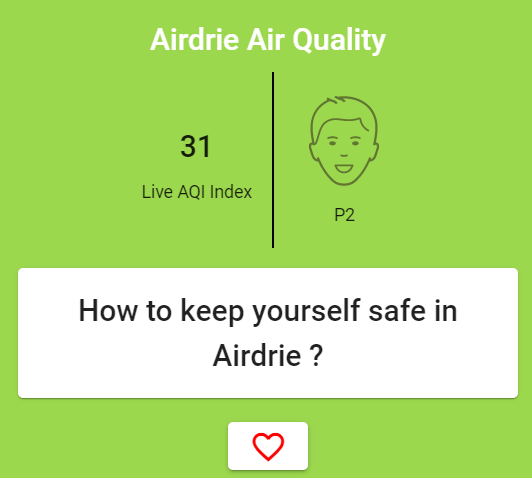 Airdrie Air Quality
31
Live AQI Index
P2
How to keep yourself safe in
Airdrie ?